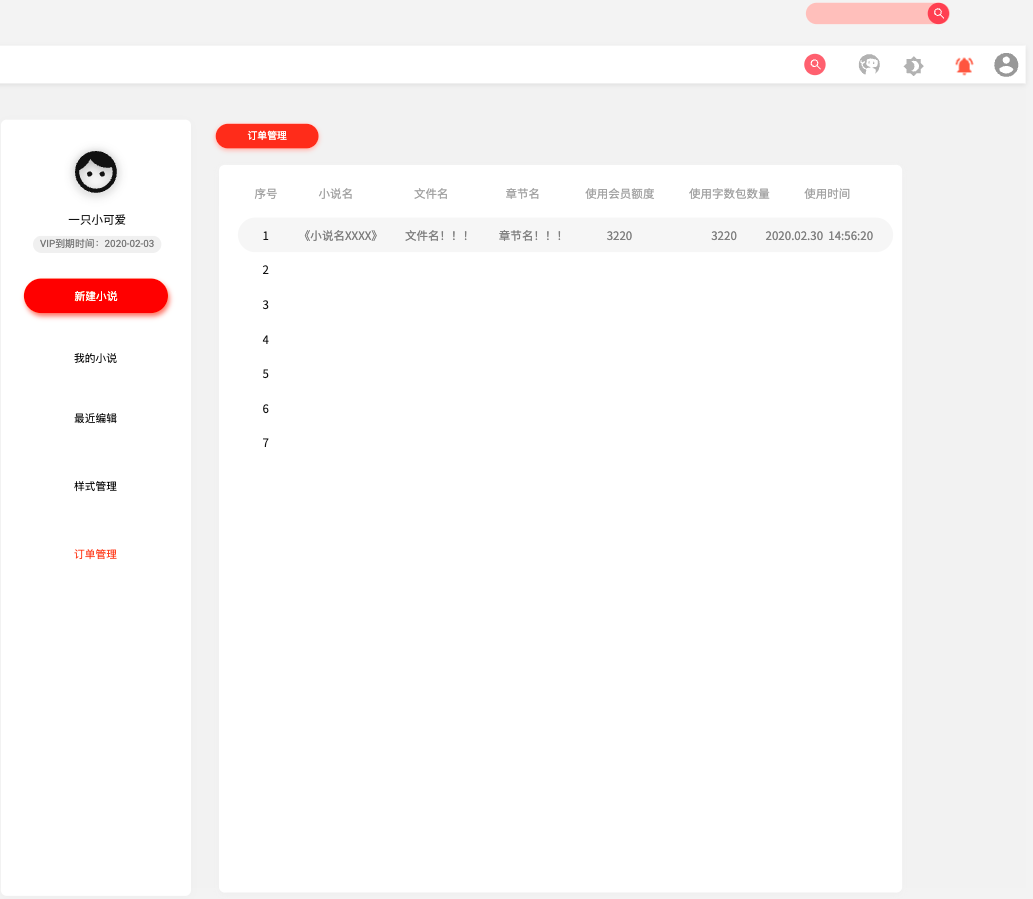 一只小可爱
VIP到期时间：2020-02-03
新建小说
我的小说
最近编辑
样式管理
订单管理
订单管理
序号 小说名 文件名 章节名 使用会员额度 使用字数包数量 使用时间
1 《小说名XXXX》 文件名！！！ 章节名！！！ 3220 3220 2020.02.30 14:56:20
2
3
4
5
6
7